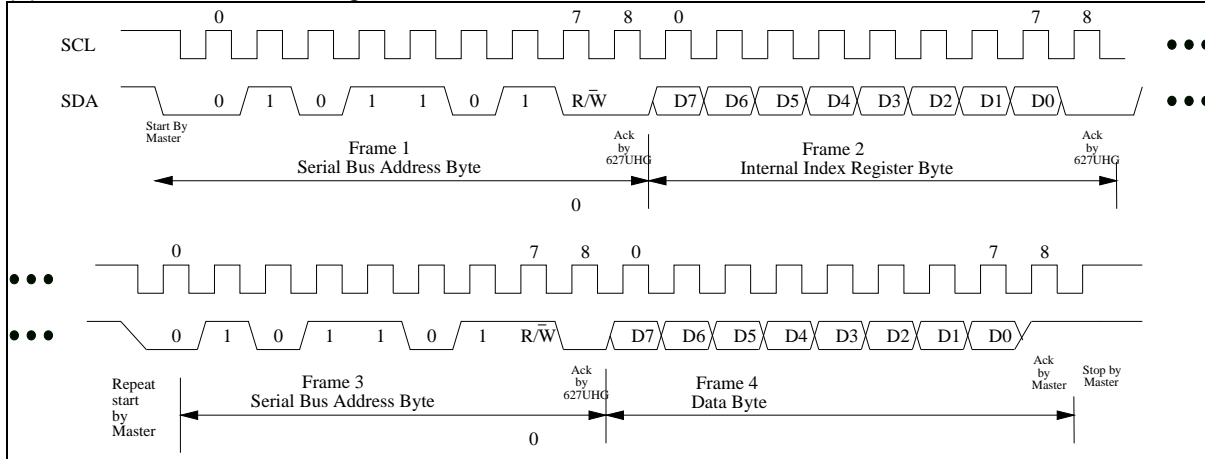 0 7 8 0 7 8
SCL
SDA 0 1 0 1 1 0 1 R/W̅ D7 D6 D5 D4 D3 D2 D1 D0
Start By
Master
Ack
by
627UHG
Ack
by
627UHG
Frame 1
Serial Bus Address Byte
Frame 2
Internal Index Register Byte
0
0 7 8 0 7 8
0 1 0 1 1 0 1 R/W̅ D7 D6 D5 D4 D3 D2 D1 D0
Repeat
start
by
Master
Frame 3
Serial Bus Address Byte
Ack
by
627UHG
Frame 4
Data Byte
Ack
by
Master
Stop by
Master
0